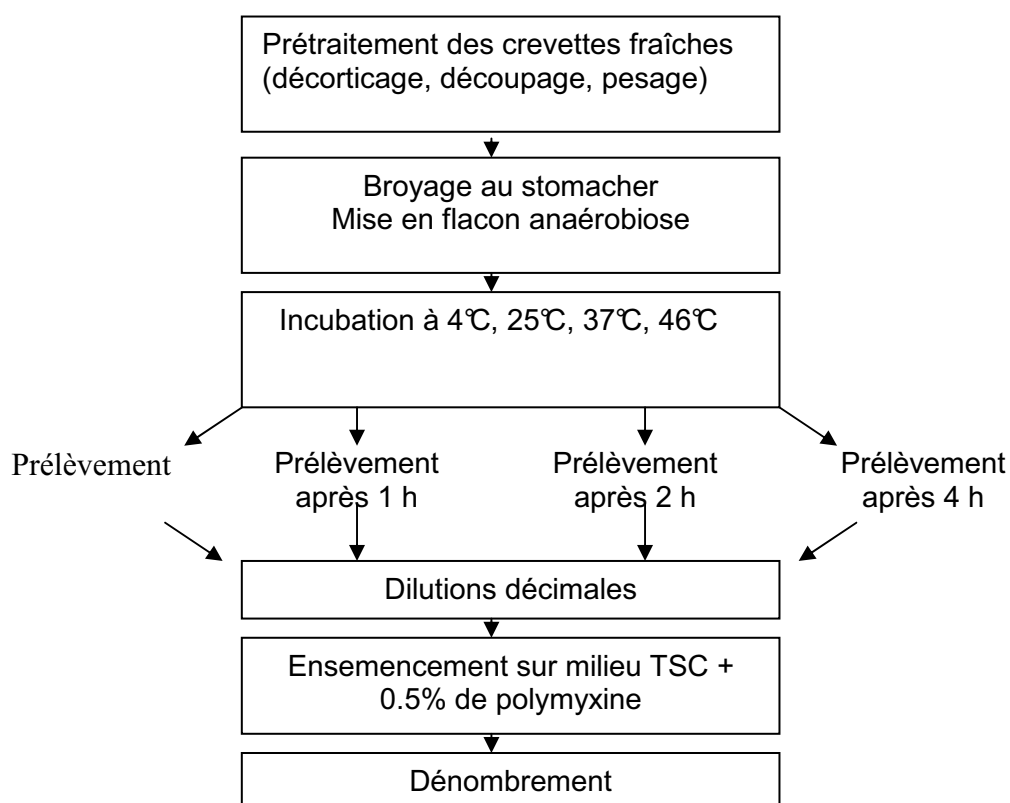 Prétraitement des crevettes fraîches
(décorticage, découpage, pesage)
Broyage au stomacher
Mise en flacon anaérobiose
Incubation à 4°C, 25°C, 37°C, 46°C
Prélèvement
Prélèvement
après 1 h
Prélèvement
après 2 h
Prélèvement
après 4 h
Dilutions décimales
Ensemencement sur milieu TSC +
0.5% de polymyxine
Dénombrement